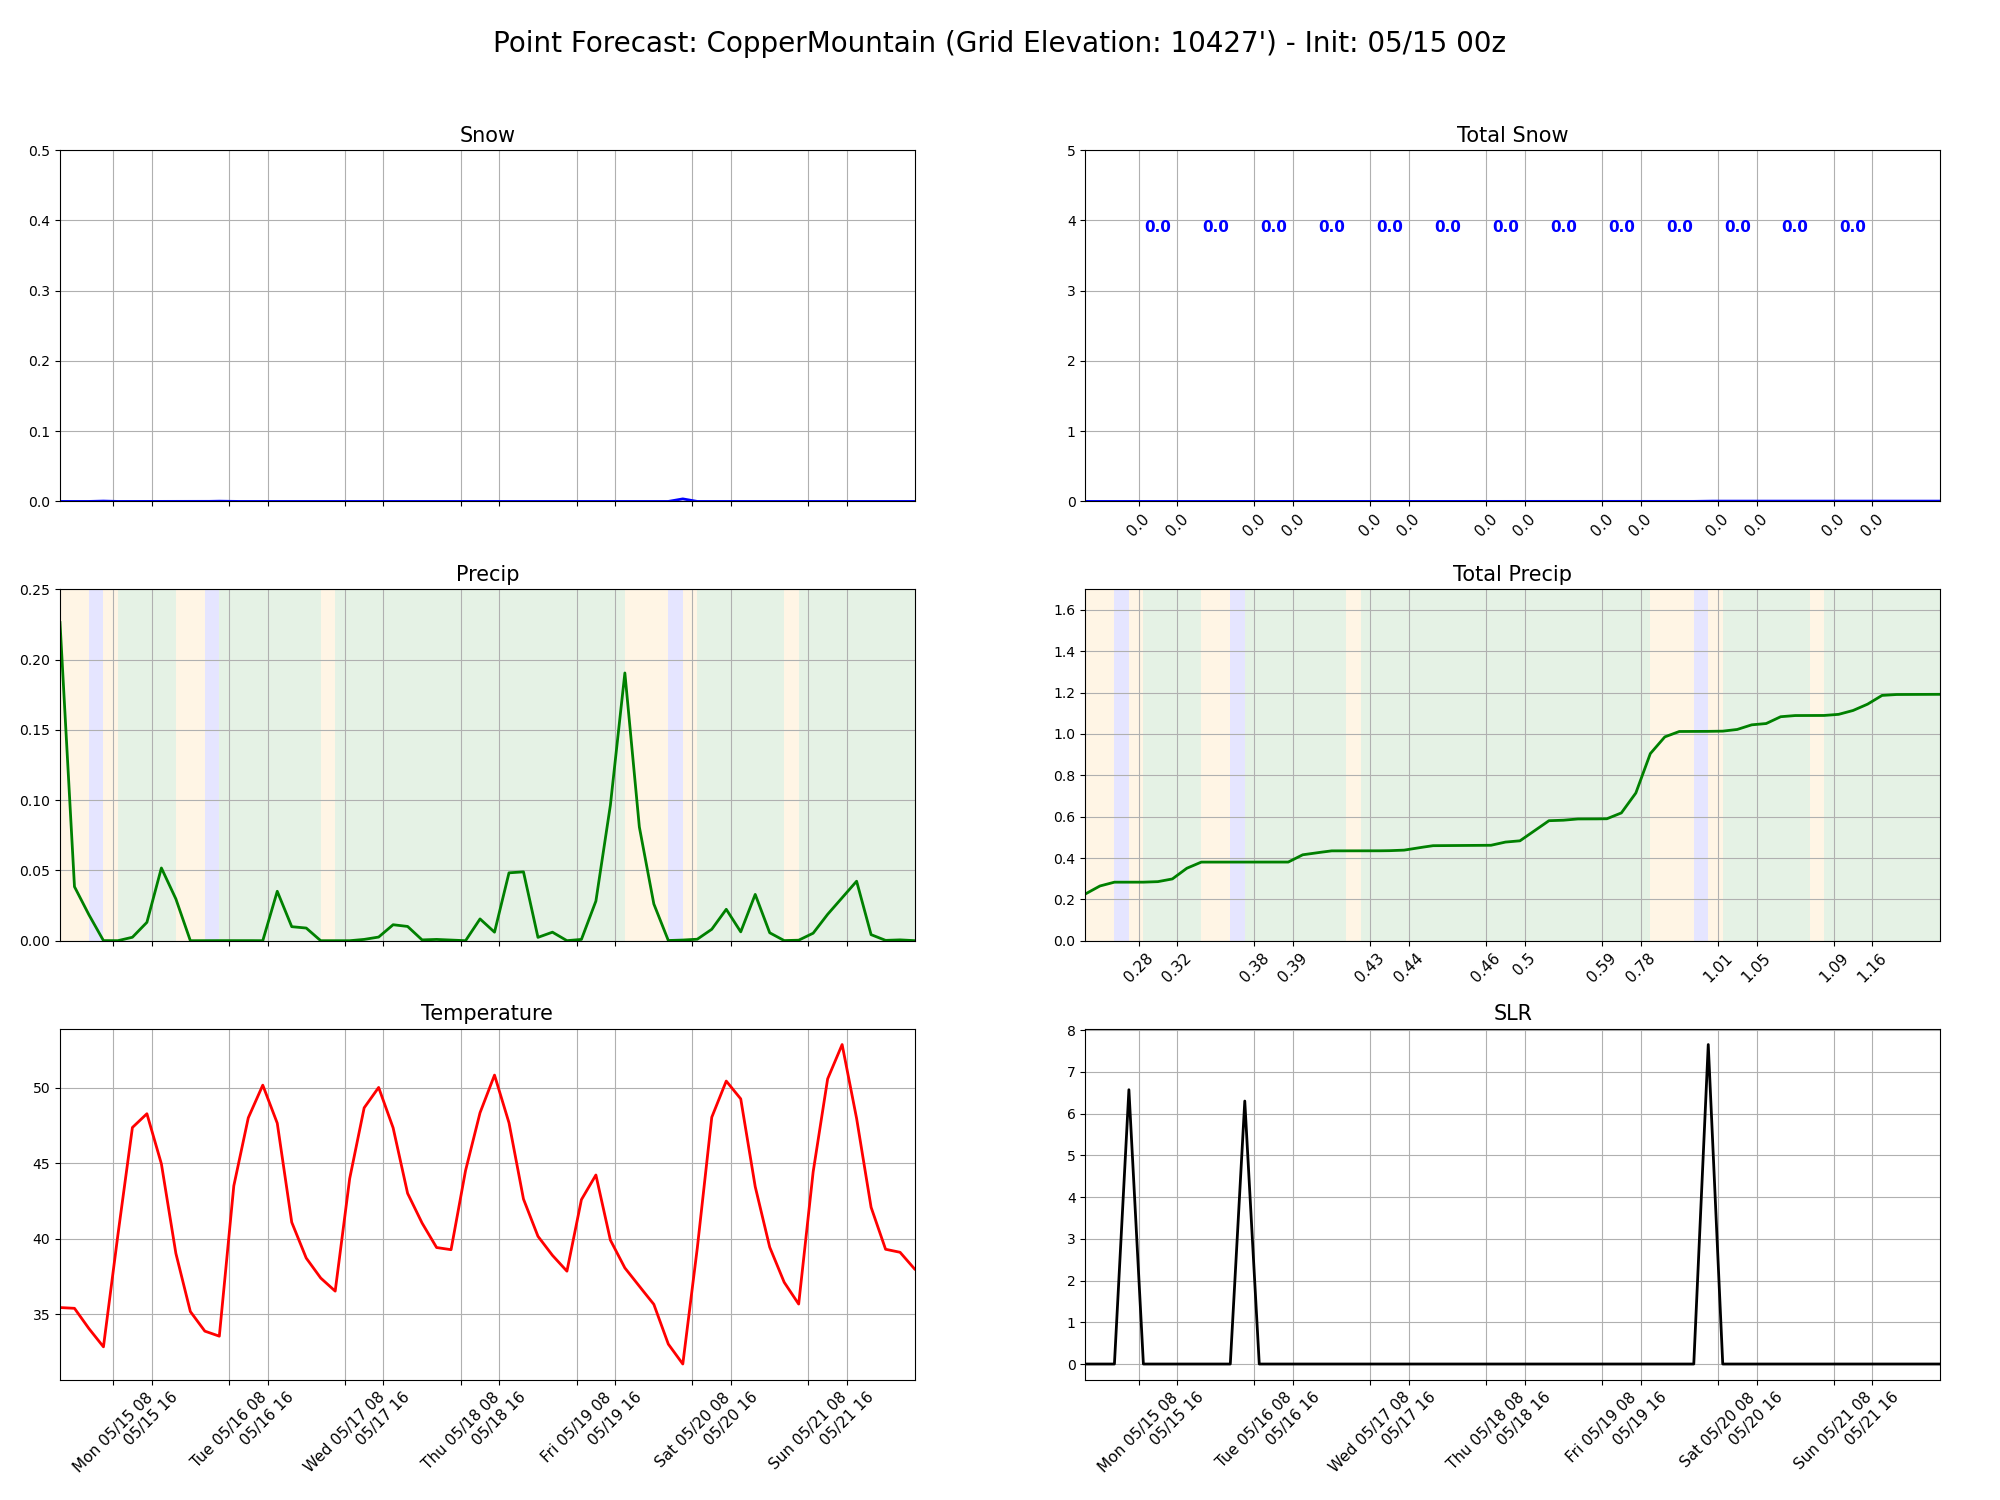 Point Forecast: CopperMountain (Grid Elevation: 10427') - Init: 05/15 00z
Snow
0.5
0.4
0.3
0.2
0.1
0.0
Total Snow
5
4
3
2
1
0
0.0 0.0 0.0 0.0 0.0 0.0 0.0 0.0 0.0 0.0 0.0 0.0 0.0
0.0 0.0 0.0 0.0 0.0 0.0 0.0 0.0 0.0 0.0 0.0 0.0 0.0 0.0
Precip
0.25
0.20
0.15
0.10
0.05
0.00
Total Precip
1.6
1.4
1.2
1.0
0.8
0.6
0.4
0.2
0.0
0.28 0.32 0.38 0.39 0.43 0.44 0.46 0.5 0.59 0.78 1.01 1.05 1.09 1.16
Temperature
50
45
40
35
Mon 05/15 08
05/15 16
Tue 05/16 08
05/16 16
Wed 05/17 08
05/17 16
Thu 05/18 08
05/18 16
Fri 05/19 08
05/19 16
Sat 05/20 08
05/20 16
Sun 05/21 08
05/21 16
SLR
8
7
6
5
4
3
2
1
0
Mon 05/15 08
05/15 16
Tue 05/16 08
05/16 16
Wed 05/17 08
05/17 16
Thu 05/18 08
05/18 16
Fri 05/19 08
05/19 16
Sat 05/20 08
05/20 16
Sun 05/21 08
05/21 16